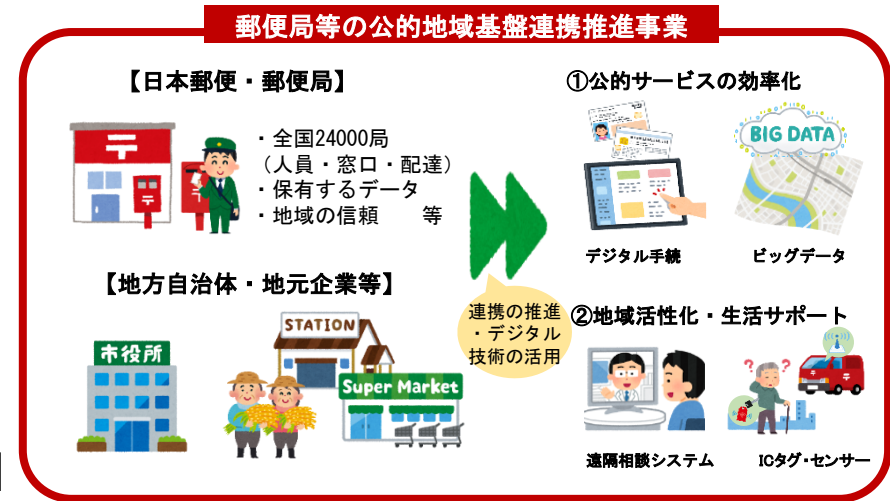 郵便局等の公的地域基盤連携推進事業
【日本郵便・郵便局】
・全国24000局
（人員・窓口・配達）
・保有するデータ
・地域の信頼　　等
【地方自治体・地元企業等】
市役所
STATION
Super Market
連携の推進
・デジタル
技術の活用
①公的サービスの効率化
BIG DATA
デジタル手続
ビッグデータ
②地域活性化・生活サポート
遠隔相談システム
ICタグ・センサー